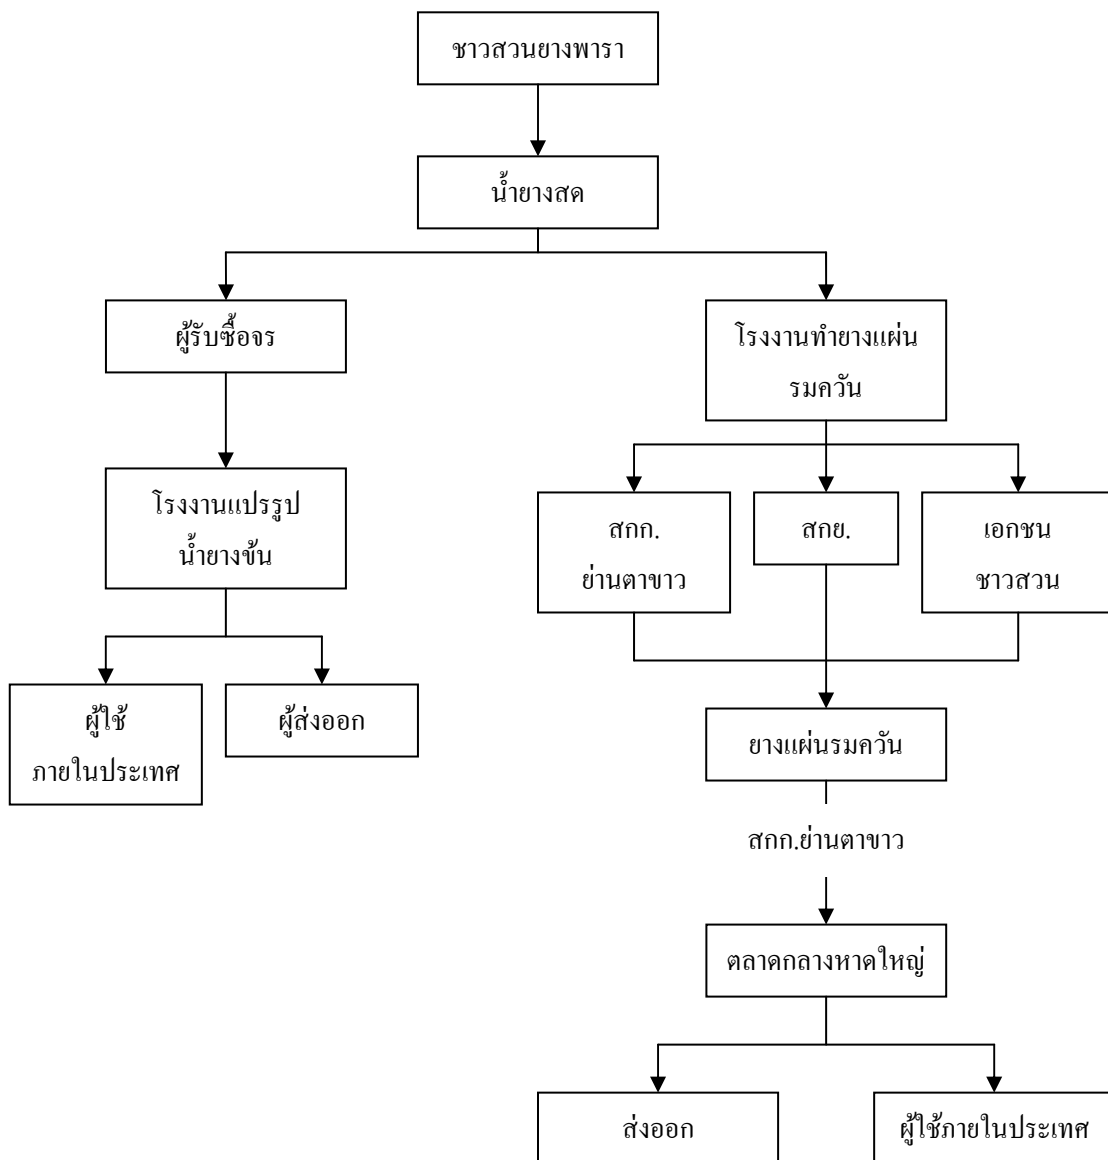 ชาวสวนยางพารา
น้ำยางสด
ผู้รับซื้อจร
โรงงานทำยางแผ่น
รมควัน
โรงงานแปรรูป
น้ำยางข้น
สกก.
ย่านตาขาว
สกย.
เอกชน
ชาวสวน
ผู้ใช้
ภายในประเทศ
ผู้ส่งออก
ยางแผ่นรมควัน
สกก.ย่านตาขาว
ตลาดกลางหาดใหญ่
ส่งออก
ผู้ใช้ภายในประเทศ